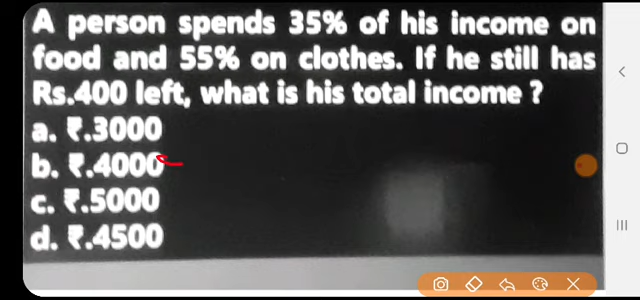 A person spends 35% of his income on
food and 55% on clothes. If he still has
Rs.400 left, what is his total income ?
a. ₹.3000
b. ₹.4000
c. ₹.5000
d. ₹.4500